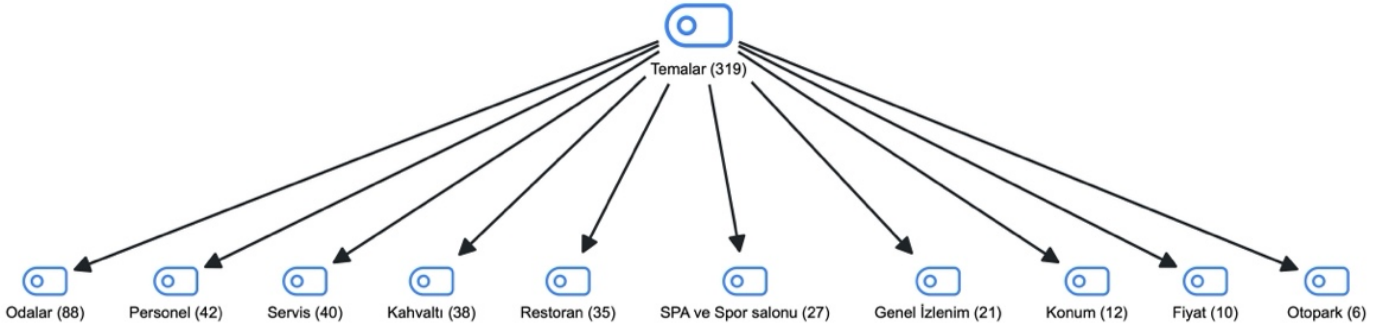 Temalar (319)
Odalar (88) Personel (42) Servis (40) Kahvaltı (38) Restoran (35) SPA ve Spor salonu (27) Genel İzlenim (21) Konum (12) Fiyat (10) Otopark (6)